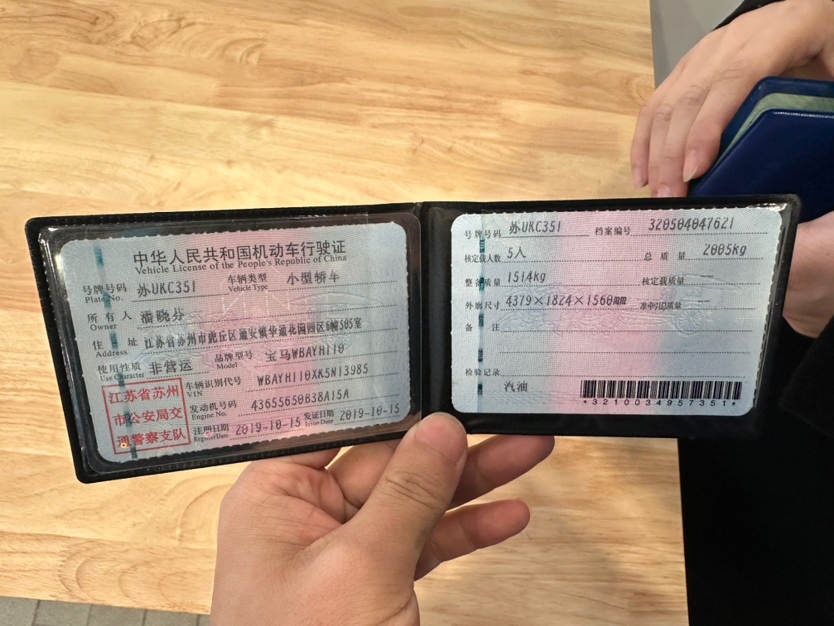 中华人民共和国机动车行驶证
Vehicle License of the People's Republic of China
号牌号码 苏UKC351 车辆类型 小型轿车
Plate No. Vehicle Type
所有人 潘晓芬
Owner
住址 江苏省苏州市虎丘区通安镇华通花园四区6幢505室
Address
使用性质 非营运 品牌型号 宝马WBAYH110
Use Character Model
江苏省苏州
市公安局交
通警察支队
车辆识别代号 WBAYH110XK5N13985
VIN
发动机号码 43655650B38A15A
Engine No.
注册日期 2019-10-15 发证日期 2019-10-15
Register Date Issue Date
号牌号码 苏UKC351 档案编号 320504047621
核定载人数 5人 总质量 2005kg
整备质量 1514kg 核定载质量 --
外廓尺寸 4379×1824×1560mm 准牵引总质量 --
备注
检验记录
汽油
*3210034957351*